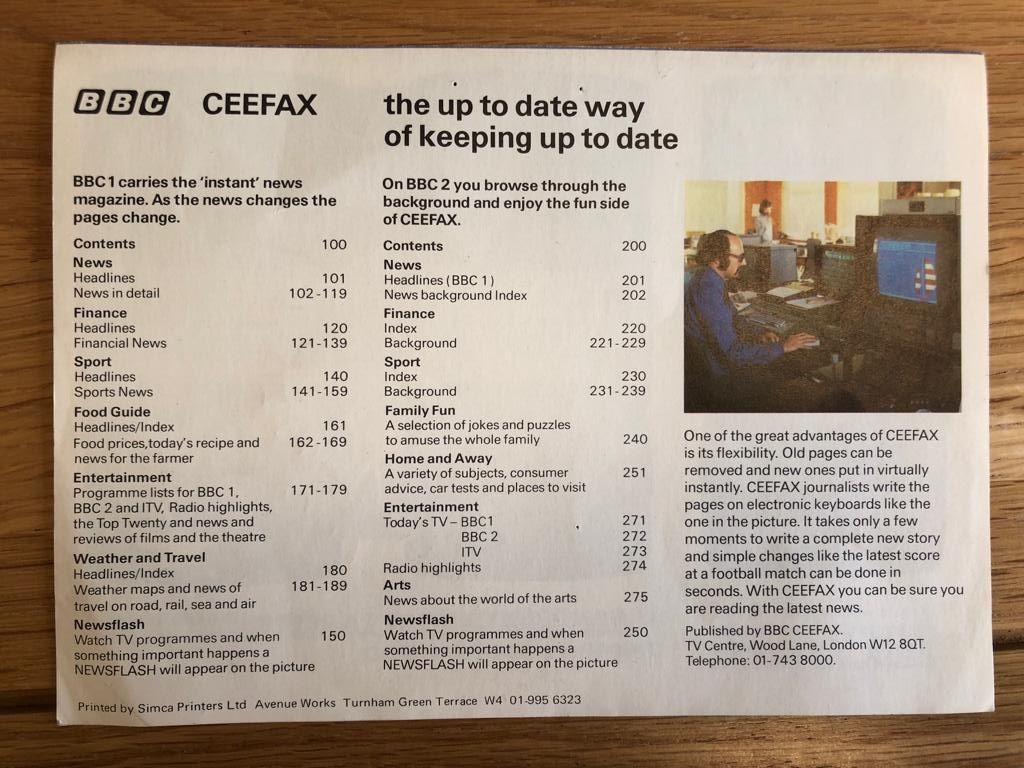 BBC CEEFAX
the up to date way
of keeping up to date
BBC1 carries the 'instant' news
magazine. As the news changes the
pages change.
Contents 100
News
Headlines 101
News in detail 102-119
Finance
Headlines 120
Financial News 121-139
Sport
Headlines 140
Sports News 141-159
Food Guide
Headlines/Index 161
Food prices,today's recipe and 162-169
news for the farmer
Entertainment
Programme lists for BBC 1, 171-179
BBC 2 and ITV, Radio highlights,
the Top Twenty and news and
reviews of films and the theatre
Weather and Travel
Headlines/Index 180
Weather maps and news of 181-189
travel on road, rail, sea and air
Newsflash
Watch TV programmes and when 150
something important happens a
NEWSFLASH will appear on the picture
On BBC 2 you browse through the
background and enjoy the fun side
of CEEFAX.
Contents 200
News
Headlines (BBC 1) 201
News background Index 202
Finance
Index 220
Background 221-229
Sport
Index 230
Background 231-239
Family Fun
A selection of jokes and puzzles
to amuse the whole family 240
Home and Away
A variety of subjects, consumer 251
advice, car tests and places to visit
Entertainment
Today's TV – BBC1 271
BBC 2 272
ITV 273
Radio highlights 274
Arts
News about the world of the arts 275
Newsflash
Watch TV programmes and when 250
something important happens a
NEWSFLASH will appear on the picture
One of the great advantages of CEEFAX
is its flexibility. Old pages can be
removed and new ones put in virtually
instantly. CEEFAX journalists write the
pages on electronic keyboards like the
one in the picture. It takes only a few
moments to write a complete new story
and simple changes like the latest score
at a football match can be done in
seconds. With CEEFAX you can be sure you
are reading the latest news.
Published by BBC CEEFAX.
TV Centre, Wood Lane, London W12 8QT.
Telephone: 01-743 8000.
Printed by Simca Printers Ltd Avenue Works Turnham Green Terrace W4 01-995 6323